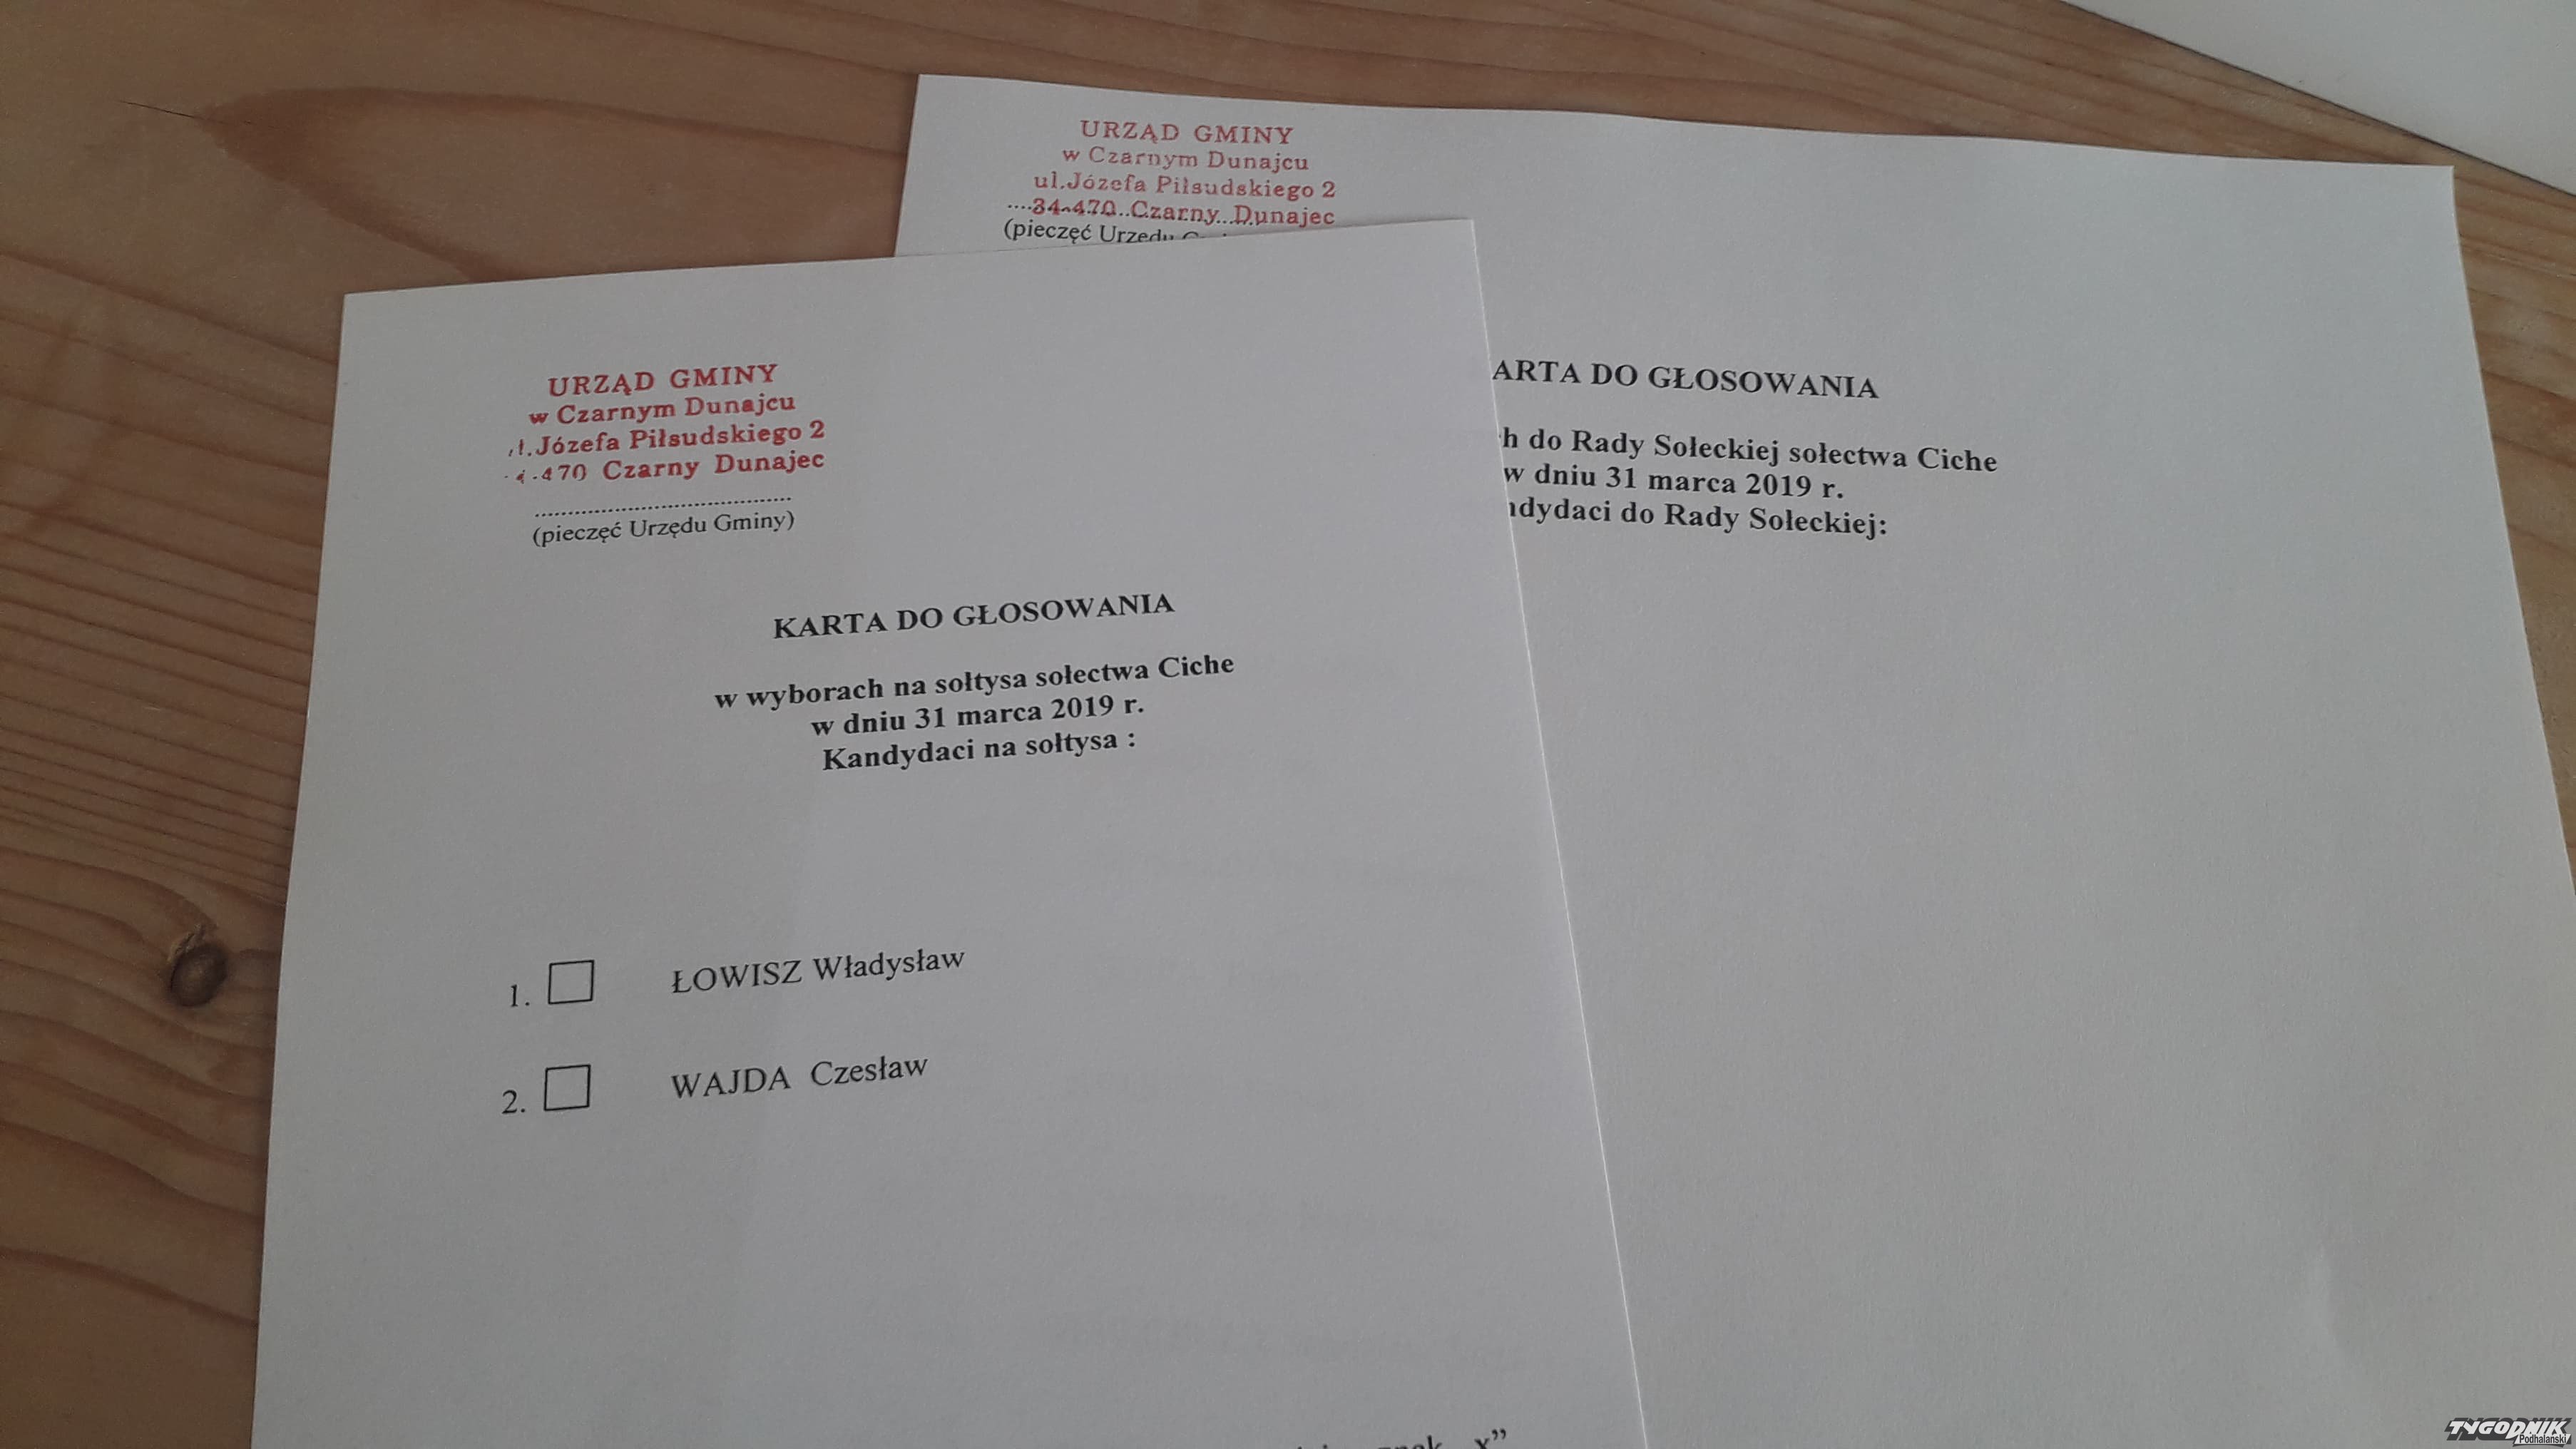 URZĄD GMINY
w Czarnym Dunajcu
ul.Józefa Piłsudskiego 2
34-470 Czarny Dunajec
(pieczęć Urzędu
ARTA DO GŁOSOWANIA
h do Rady Sołeckiej sołectwa Ciche
w dniu 31 marca 2019 r.
ndydaci do Rady Sołeckiej:
URZĄD GMINY
w Czarnym Dunajcu
ł.Józefa Piłsudskiego 2
4-470 Czarny Dunajec
(pieczęć Urzędu Gminy)
KARTA DO GŁOSOWANIA
w wyborach na sołtysa sołectwa Ciche
w dniu 31 marca 2019 r.
Kandydaci na sołtysa :
1. ŁOWISZ Władysław
2. WAJDA Czesław
x”
TYGODNIK
Podhalański